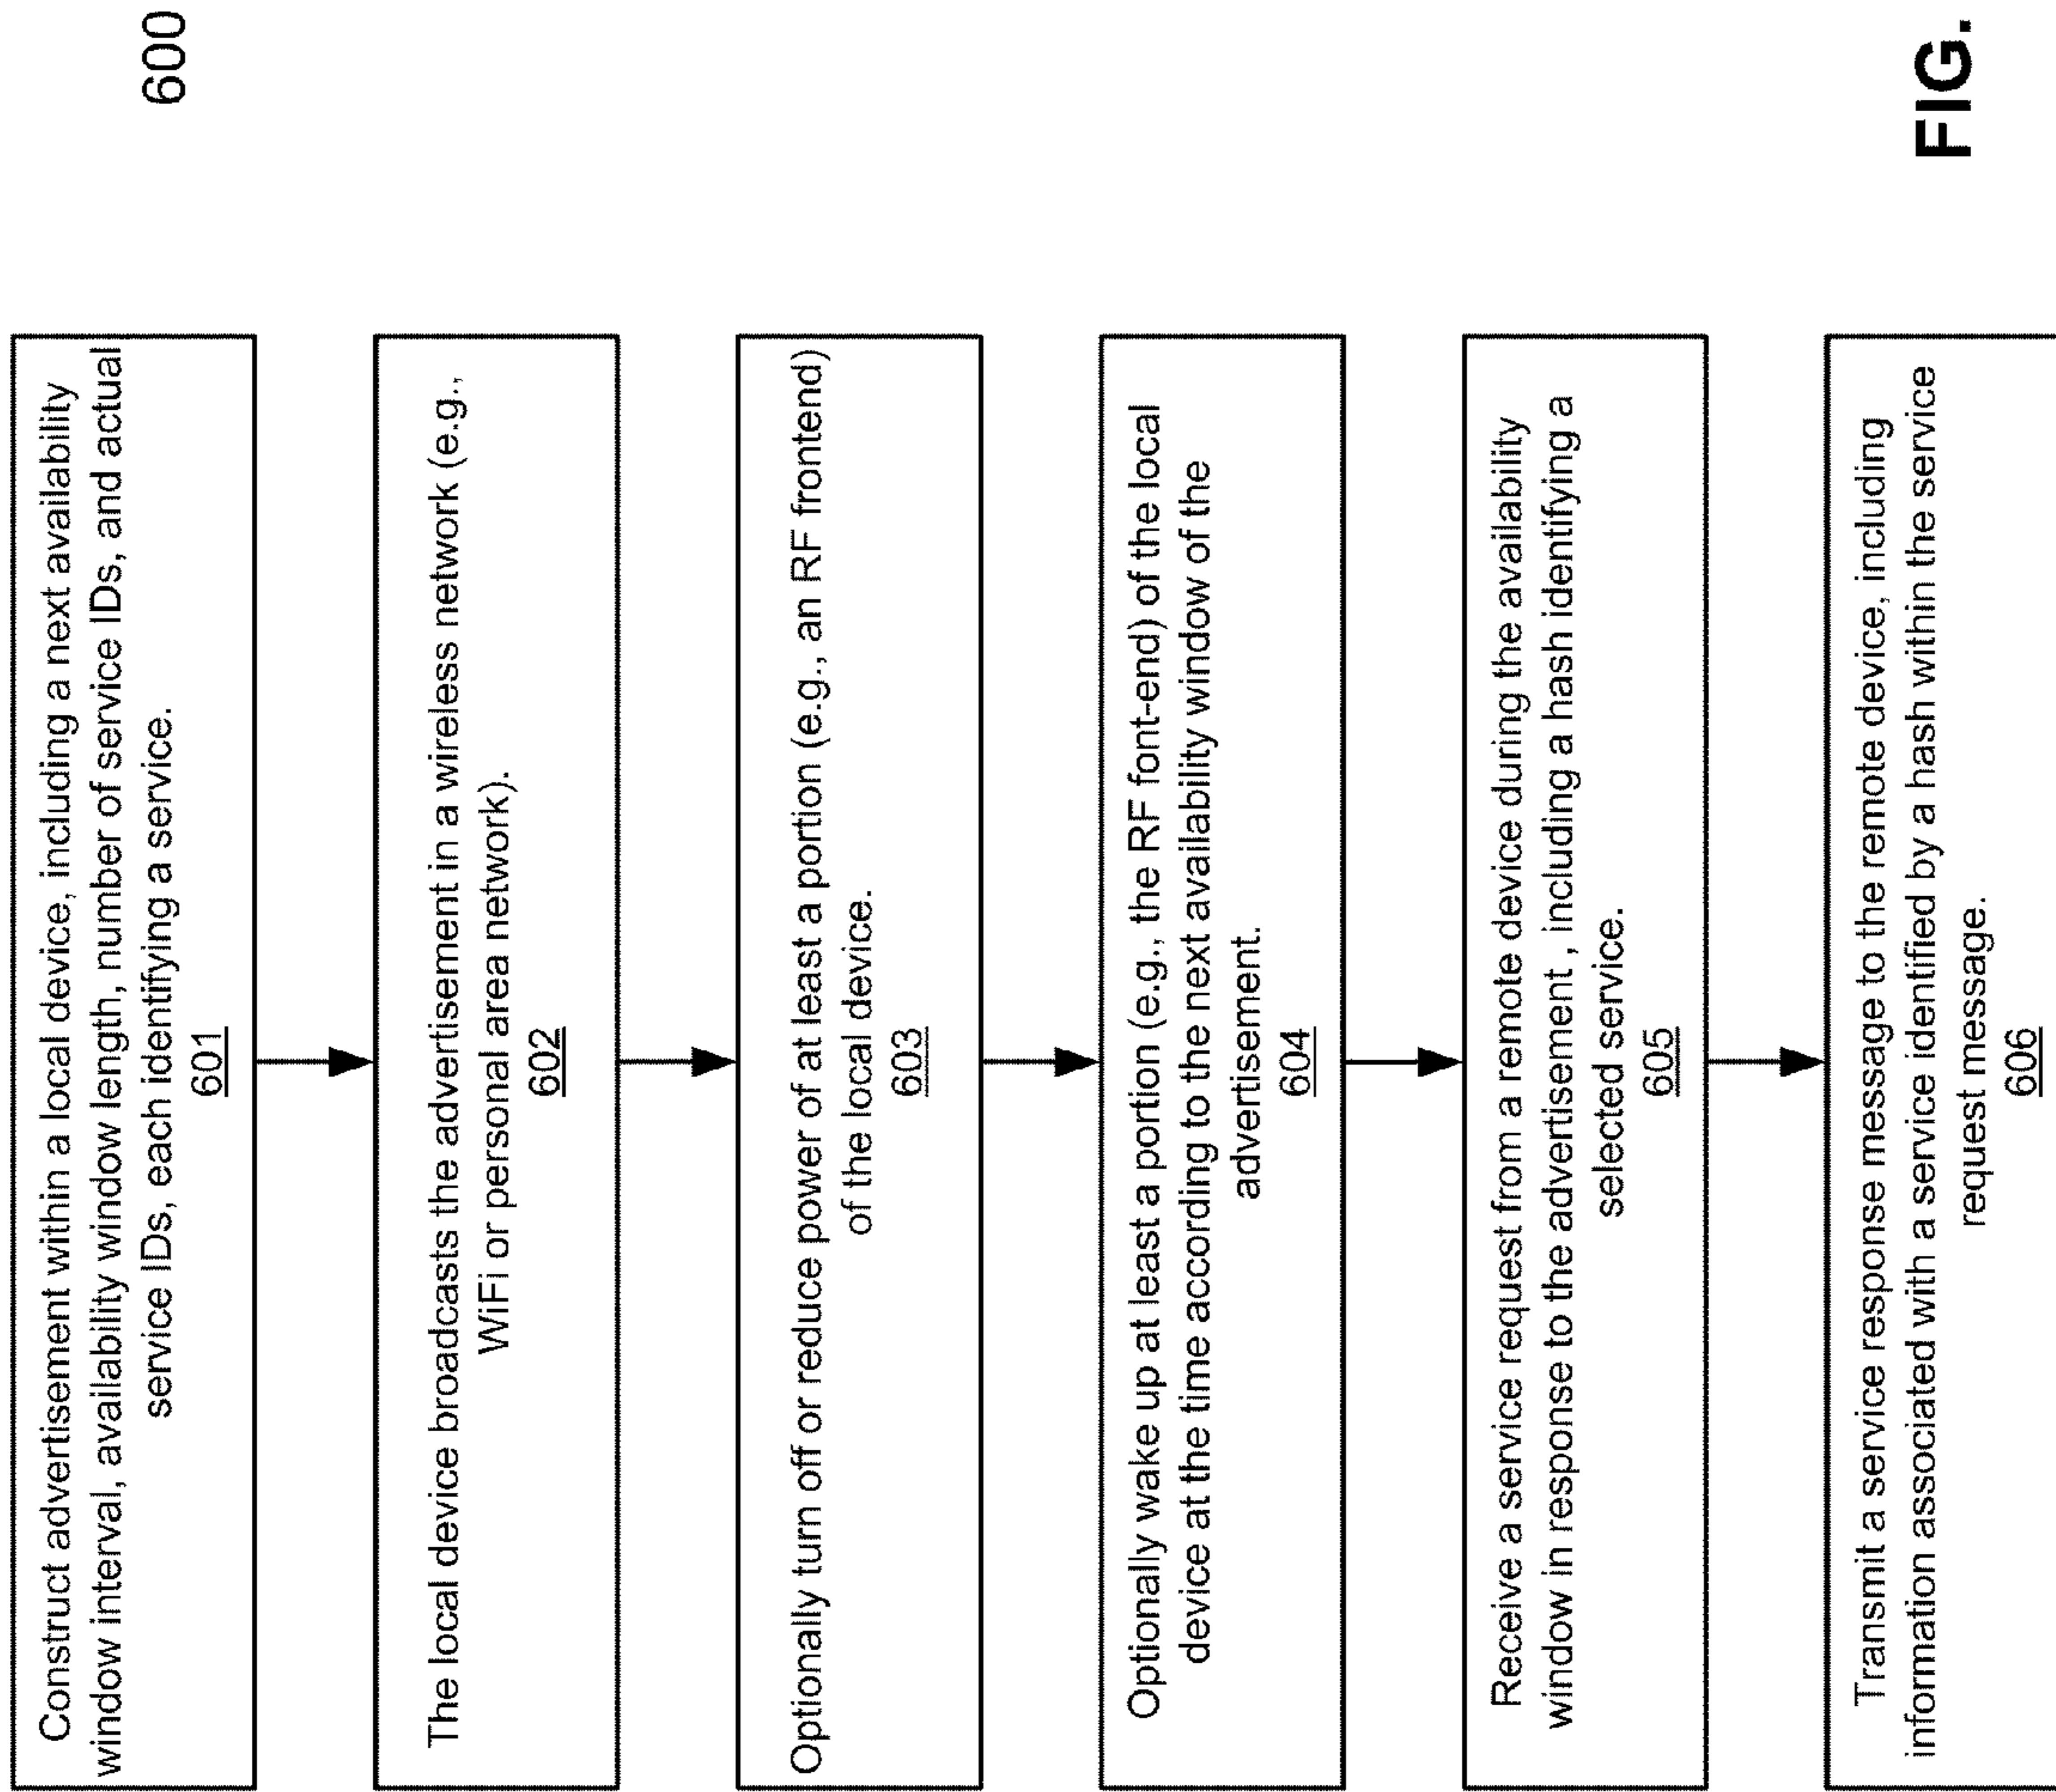 600
Construct advertisement within a local device, including a next availability
window interval, availability window length, number of service IDs, and actual
service IDs, each identifying a service.
601
The local device broadcasts the advertisement in a wireless network (e.g.,
WiFi or personal area network).
602
Optionally turn off or reduce power of at least a portion (e.g., an RF frontend)
of the local device.
603
Optionally wake up at least a portion (e.g., the RF font-end) of the local
device at the time according to the next availability window of the
advertisement.
604
Receive a service request from a remote device during the availability
window in response to the advertisement , including a hash identifying a
selected service.
605
Transmit a service response message to the remote device, including
information associated with a service identified by a hash within the service
request message.
606
FIG.